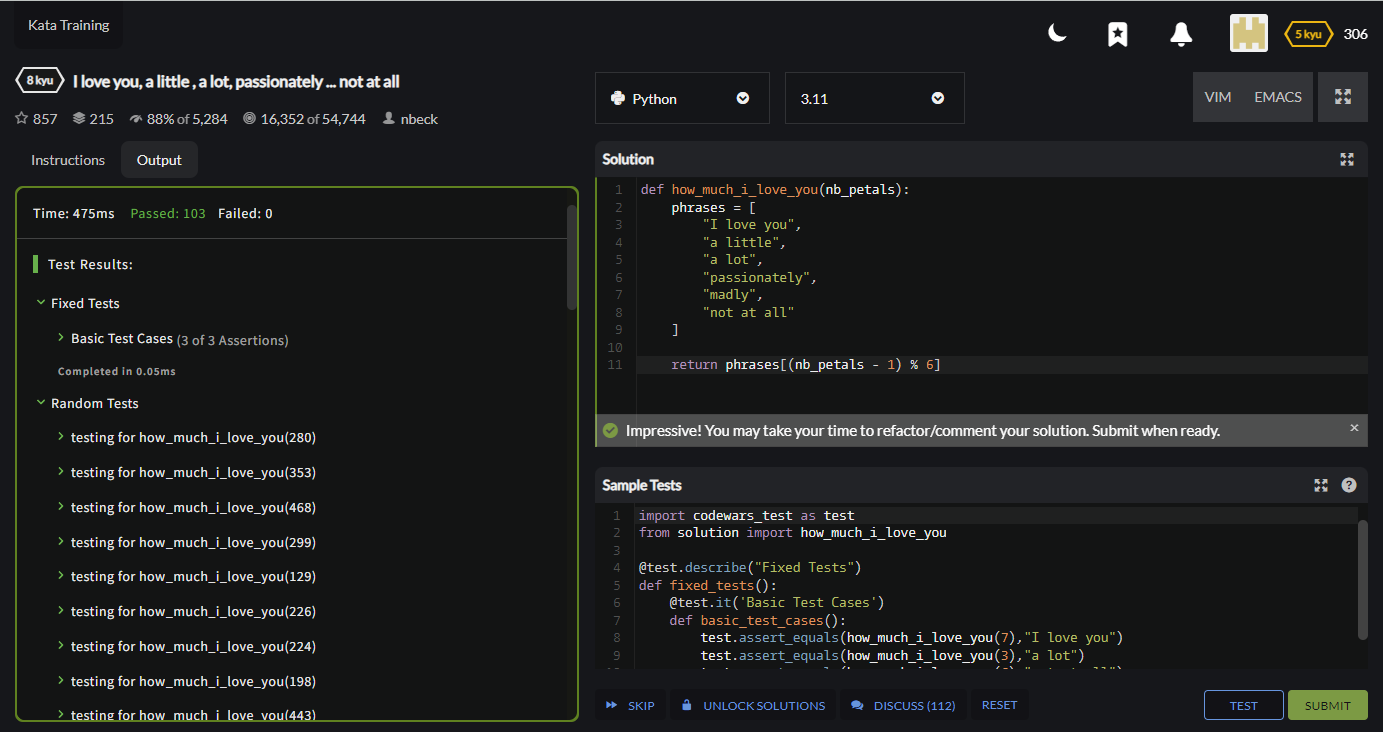 Kata Training
5 kyu 306
8 kyu I love you, a little , a lot, passionately ... not at all
857 215 88% of 5,284 16,352 of 54,744 nbeck
Instructions Output
Time: 475ms Passed: 103 Failed: 0
Test Results:
Fixed Tests
Basic Test Cases (3 of 3 Assertions)
Completed in 0.05ms
Random Tests
testing for how_much_i_love_you(280)
testing for how_much_i_love_you(353)
testing for how_much_i_love_you(468)
testing for how_much_i_love_you(299)
testing for how_much_i_love_you(129)
testing for how_much_i_love_you(226)
testing for how_much_i_love_you(224)
testing for how_much_i_love_you(198)
testing for how_much_i_love_you(443)
Python 3.11 VIM EMACS
Solution
1 def how_much_i_love_you(nb_petals):
2 phrases = [
3 "I love you",
4 "a little",
5 "a lot",
6 "passionately",
7 "madly",
8 "not at all"
9 ]
10
11 return phrases[(nb_petals - 1) % 6]
Impressive! You may take your time to refactor/comment your solution. Submit when ready.
Sample Tests
1 import codewars_test as test
2 from solution import how_much_i_love_you
3
4 @test.describe("Fixed Tests")
5 def fixed_tests():
6 @test.it('Basic Test Cases')
7 def basic_test_cases():
8 test.assert_equals(how_much_i_love_you(7),"I love you")
9 test.assert_equals(how_much_i_love_you(3),"a lot")
SKIP UNLOCK SOLUTIONS DISCUSS (112) RESET TEST SUBMIT